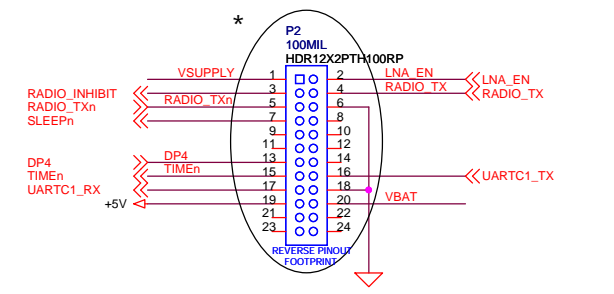 *
P2
100MIL
HDR12X2PTH100RP
VSUPPLY 1 2 LNA_EN LNA_EN
RADIO_INHIBIT 3 4 RADIO_TX RADIO_TX
RADIO_TXn RADIO_TXn 5 6
SLEEPn 7 8
9 10
11 12
DP4 DP4 13 14
TIMEn TIMEn 15 16 UARTC1_TX
UARTC1_RX 17 18
+5V 19 20 VBAT
21 22
23 24
REVERSE PINOUT
FOOTPRINT